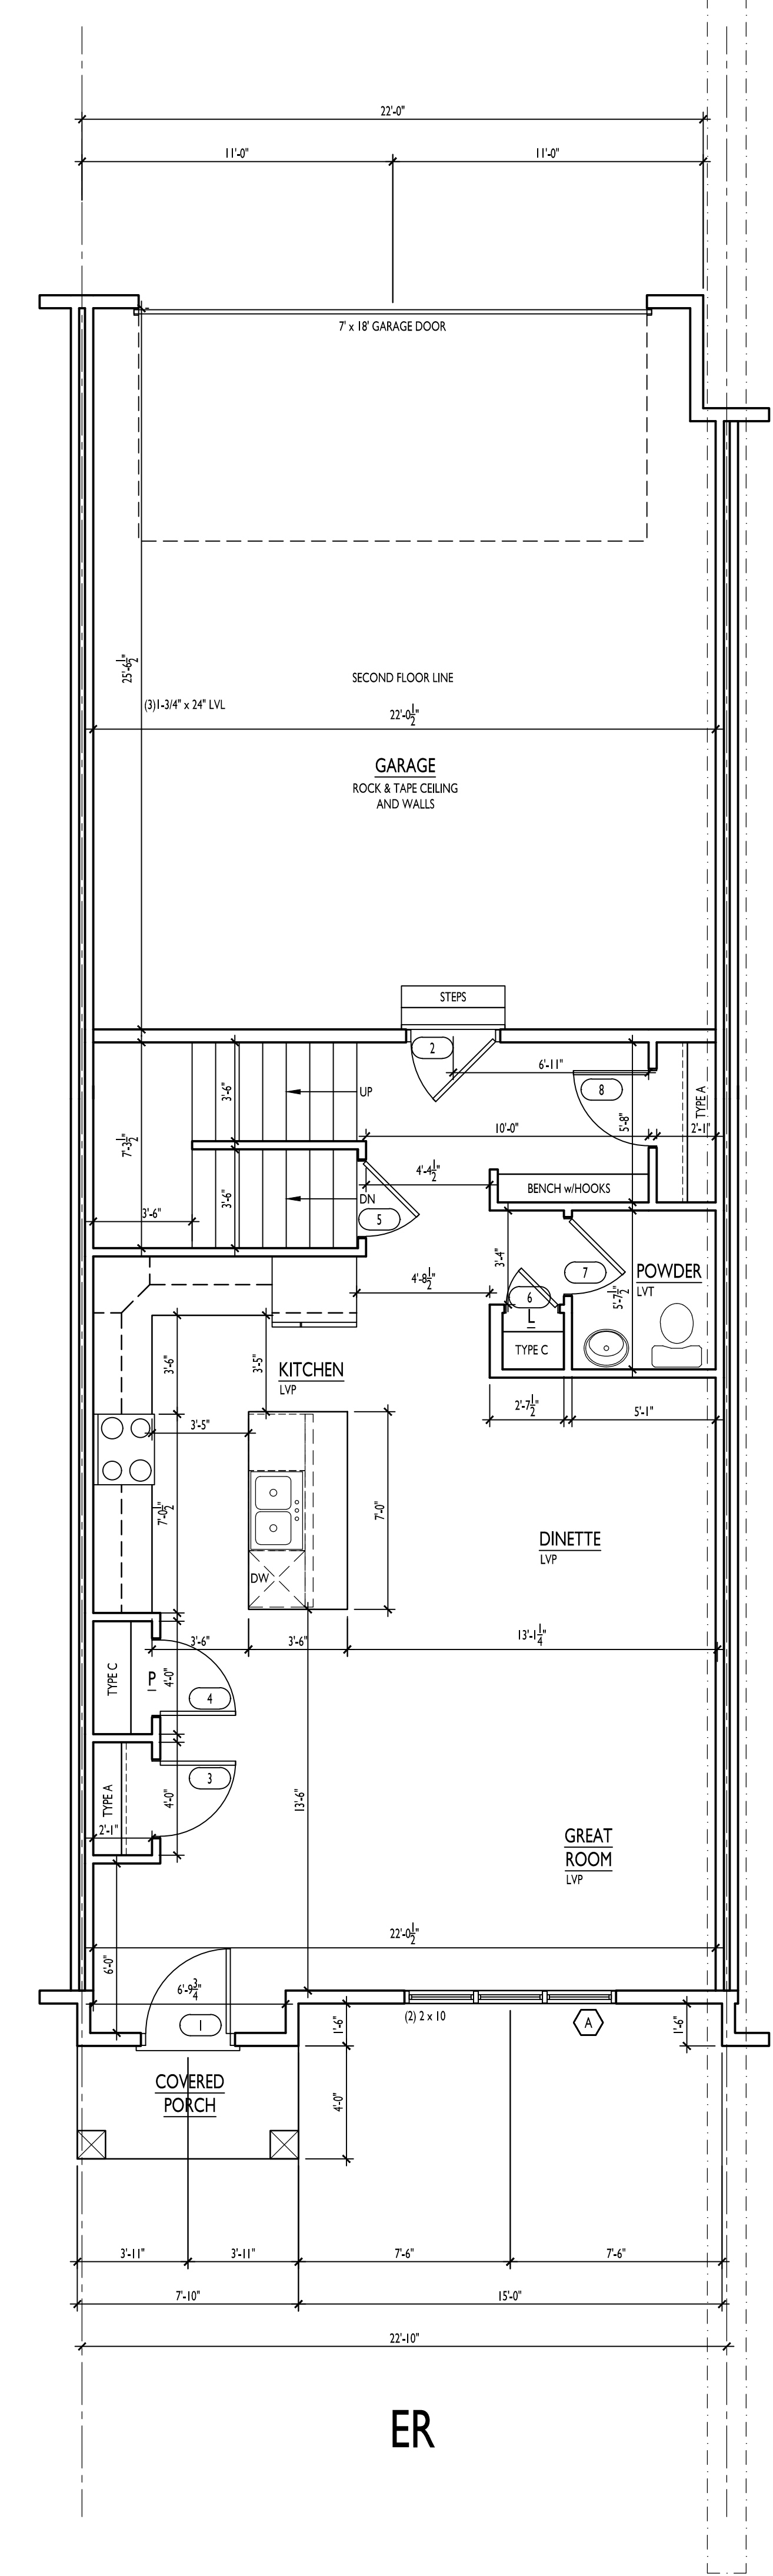 22'-0"
11'-0" 11'-0"
7' x 18' GARAGE DOOR
25'-6 1/2"
SECOND FLOOR LINE
(3)1-3/4" x 24" LVL
22'-0 1/2"
GARAGE
ROCK & TAPE CEILING
AND WALLS
STEPS
2
6'-11"
8
3'-6"
UP
TYPE A
5'-8"
10'-0"
2'-1"
7'-3 1/2"
4'-4 1/2"
BENCH w/HOOKS
3'-6"
DN
3'-6"
5
3'-4"
7
POWDER
LVT
4'-8 1/2"
6
5'-7 1/2"
L
TYPE C
3'-6"
3'-5"
KITCHEN
LVP
2'-7 1/2"
5'-1"
3'-5"
7'-0 1/2"
7'-0"
DINETTE
LVP
DW
3'-6"
3'-6"
13'-1 1/4"
TYPE C
P
4'-0"
4
3
TYPE A
4'-0"
13'-6"
2'-1"
GREAT
ROOM
LVP
22'-0 1/2"
6'-0"
6'-9 3/4"
1
(2) 2 x 10
A
1'-6"
1'-6"
COVERED
PORCH
4'-0"
3'-11" 3'-11" 7'-6" 7'-6"
7'-10" 15'-0"
22'-10"
ER